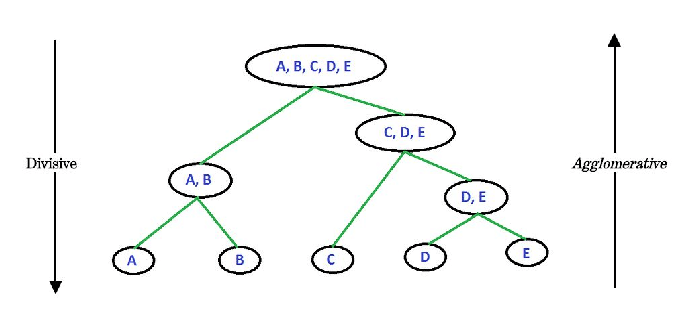 A, B, C, D, E
C, D, E
Divisive
Agglomerative
A, B
D, E
A
B
C
D
E